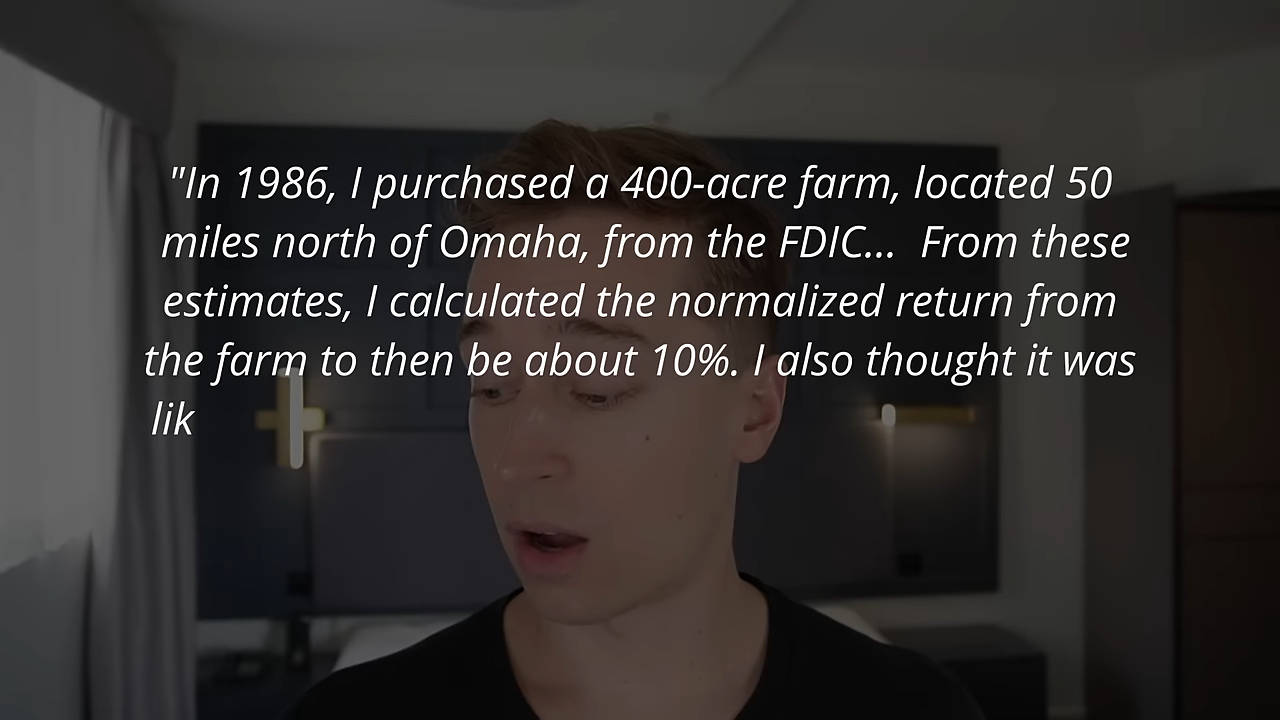 "In 1986, I purchased a 400-acre farm, located 50
miles north of Omaha, from the FDIC...  From these
estimates, I calculated the normalized return from
the farm to then be about 10%. I also thought it was
lik